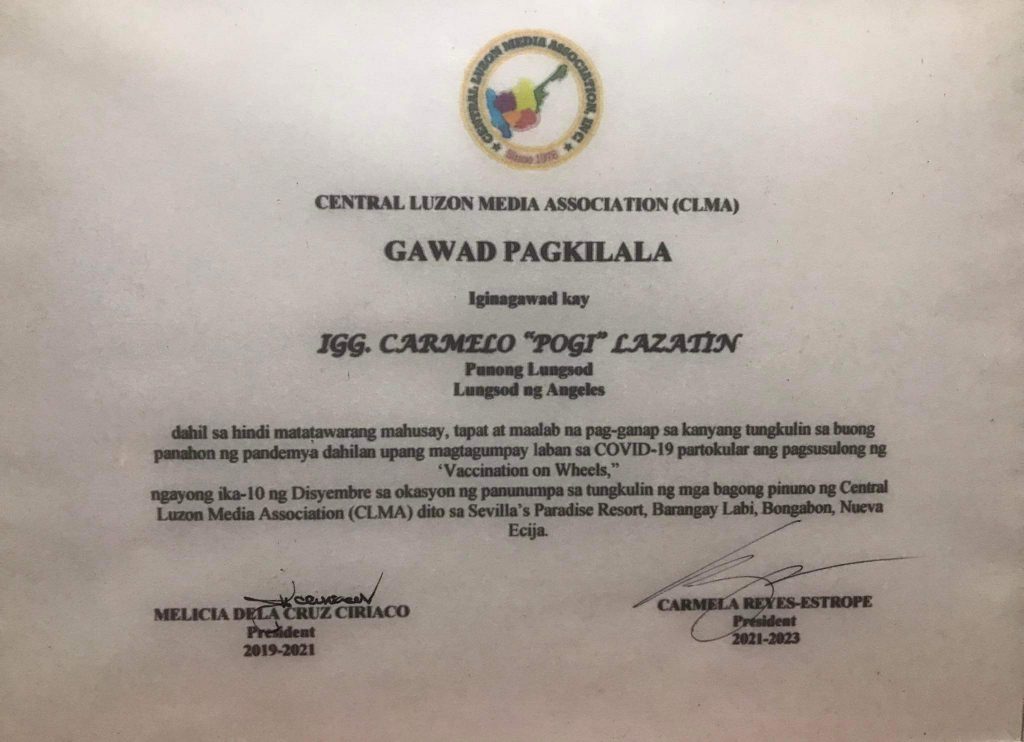 CENTRAL LUZON MEDIA ASSOCIATION, INC.
Since 1978
CENTRAL LUZON MEDIA ASSOCIATION (CLMA)
GAWAD PAGKILALA
Iginagawad kay
IGG. CARMELO “POGI” LAZATIN
Punong Lungsod
Lungsod ng Angeles
dahil sa hindi matatawarang mahusay, tapat at maalab na pag-ganap sa kanyang tungkulin sa buong
panahon ng pandemya dahilan upang magtagumpay laban sa COVID-19 partokular ang pagsusulong ng
‘Vaccination on Wheels,”
ngayong ika-10 ng Disyembre sa okasyon ng panunumpa sa tungkulin ng mga bagong pinuno ng Central
Luzon Media Association (CLMA) dito sa Sevilla’s Paradise Resort, Barangay Labi, Bongabon, Nueva
Ecija.
MELICIA DELA CRUZ CIRIACO
President
2019-2021
CARMELA REYES-ESTROPE
President
2021-2023